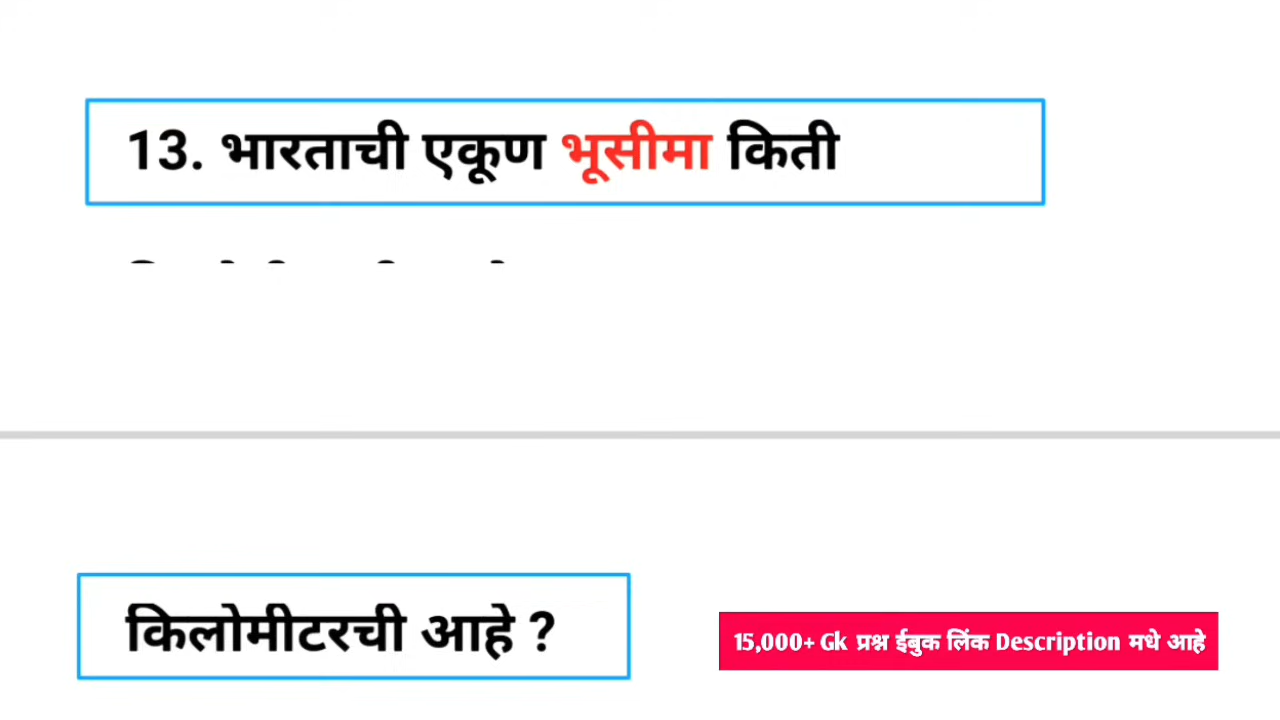 13. भारताची एकूण भूसीमा किती
किलोमीटरची आहे ?
15,000+ Gk प्रश्न ईबुक लिंक Description मधे आहे